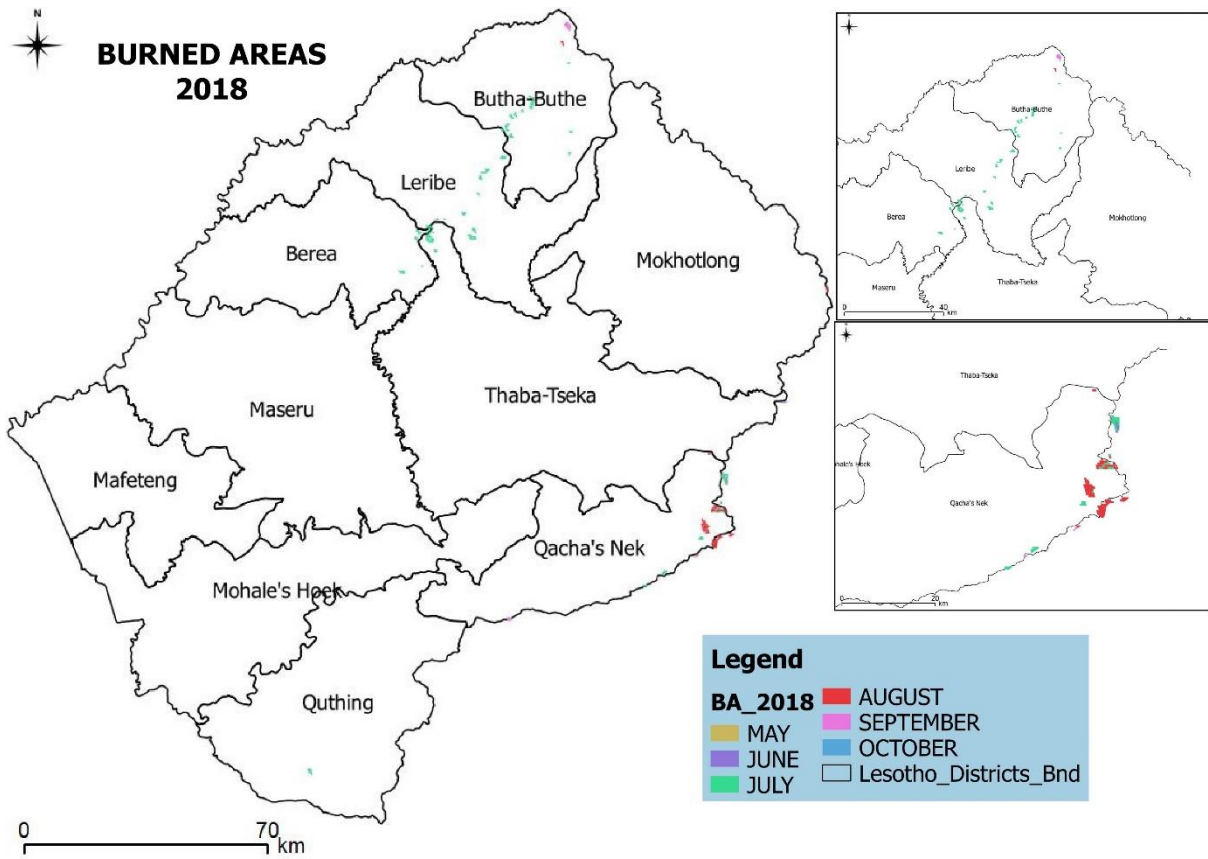 N
BURNED AREAS
2018
Butha-Buthe
Leribe
Berea
Mokhotlong
Maseru
Thaba-Tseka
Mafeteng
Qacha's Nek
Mohale's Hoek
Quthing
0 70
km
Butha-Buthe
Leribe
Berea
Mokhotlong
Maseru
Thaba-Tseka
0 40
km
Thaba-Tseka
hale's Hoek
Qacha's Nek
0 20
km
Legend
BA_2018
MAY
JUNE
JULY
AUGUST
SEPTEMBER
OCTOBER
Lesotho_Districts_Bnd